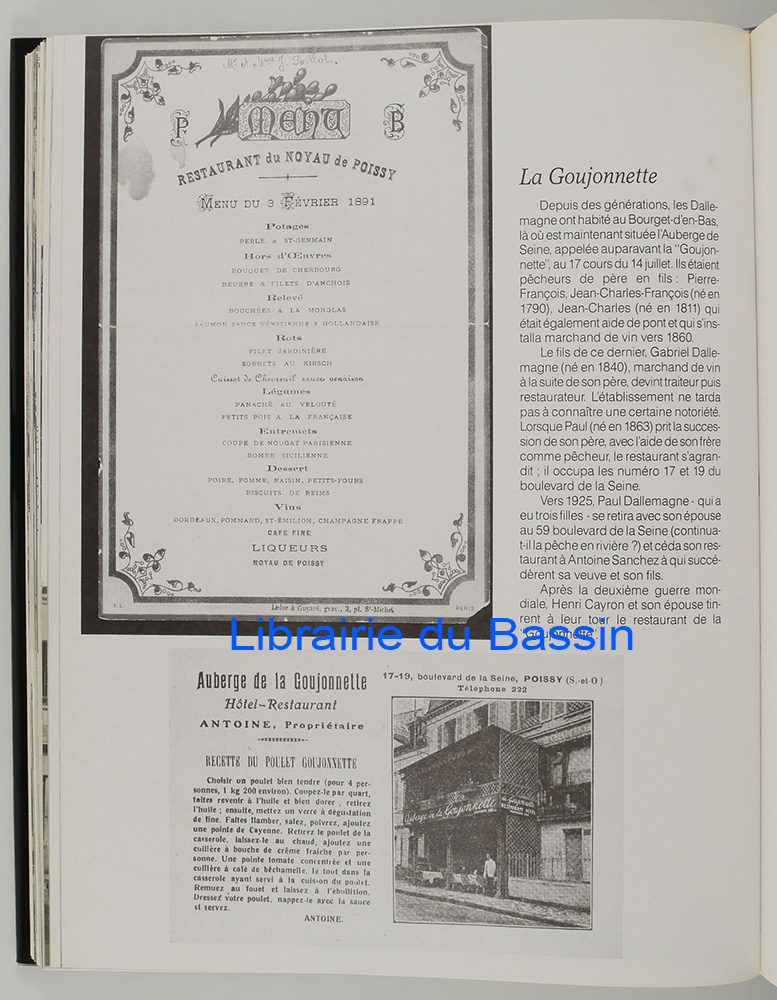 Mr et Mme J.
P MENU B
RESTAURANT du NOYAU de POISSY
MENU DU 3 FÉVRIER 1891
Potages
PERLE & ST-GERMAIN
Hors d'Œuvres
BOUQUET DE CHERBOURG
BEURRE & FILETS D'ANCHOIS
Relevé
BOUCHÉES A LA MONGLAS
SAUMON SAUCE VÉNITIENNE & HOLLANDAISE
Rots
FILET JARDINIÈRE
SORBETS AU KIRSCH
Cuissot de Chevreuil sauce venaison
Légumes
PANACHÉ AU VELOUTÉ
PETITS POIS A LA FRANÇAISE
Entremets
COUPE DE NOUGAT PARISIENNE
BOMBE SICILIENNE
Dessert
POIRE, POMME, RAISIN, PETITS-FOURS
BISCUITS DE REIMS
Vins
BORDEAUX, POMMARD, ST-ÉMILION, CHAMPAGNE FRAPPÉ
CAFÉ FINE
LIQUEURS
NOYAU DE POISSY
Leduc & Guyard, grav., 3, pl. St-Michel
PARIS
La Goujonnette
Depuis des générations, les Dalle-
magne ont habité au Bourget-d'en-Bas,
là où est maintenant située l'Auberge de
Seine, appelée auparavant la "Goujon-
nette", au 17 cours du 14 juillet. Ils étaient
pêcheurs de père en fils : Pierre-
François, Jean-Charles-François (né en
1790), Jean-Charles (né en 1811) qui
était également aide de pont et qui s'ins-
talla marchand de vin vers 1860.
Le fils de ce dernier, Gabriel Dalle-
magne (né en 1840), marchand de vin
à la suite de son père, devint traiteur puis
restaurateur. L'établissement ne tarda
pas à connaître une certaine notoriété.
Lorsque Paul (né en 1863) prit la succes-
sion de son père, avec l'aide de son frère
comme pêcheur, le restaurant s'agran-
dit ; il occupa les numéro 17 et 19 du
boulevard de la Seine.
Vers 1925, Paul Dallemagne - qui a
eu trois filles - se retira avec son épouse
au 59 boulevard de la Seine (continua-
t-il la pêche en rivière ?) et céda son res-
taurant à Antoine Sanchez à qui succé-
dèrent sa veuve et son fils.
Après la deuxième guerre mon-
diale, Henri Cayron et son épouse tin-
rent à leur tour le restaurant de la
"Goujonnette".
Librairie du Bassin
Auberge de la Goujonnette
Hôtel-Restaurant
ANTOINE, Propriétaire
17-19, boulevard de la Seine, POISSY (S.-et-O.)
Téléphone 222
RECETTE DU POULET GOUJONNETTE
Choisir un poulet bien tendre (pour 4 per-
sonnes, 1 kg 200 environ). Coupez-le par quart,
faites revenir à l'huile et bien dorer, retirez
l'huile ; ensuite, mettez un verre à dégustation
de fine. Faites flamber, salez, poivrez, ajoutez
une pointe de Cayenne. Retirez le poulet de la
casserole, laissez-le au chaud, ajoutez une
cuillère à bouche de crême fraîche par per-
sonne. Une pointe tomate concentrée et une
cuillère à café de béchamelle, le tout dans la
casserole ayant servi à la cuisson du poulet.
Remuez au fouet et laissez à l'ébullition.
Dressez votre poulet, nappez-le avec la sauce
et servez.
ANTOINE.
Auberge de la Goujonnette
La Goujonnette
RESTAURANT